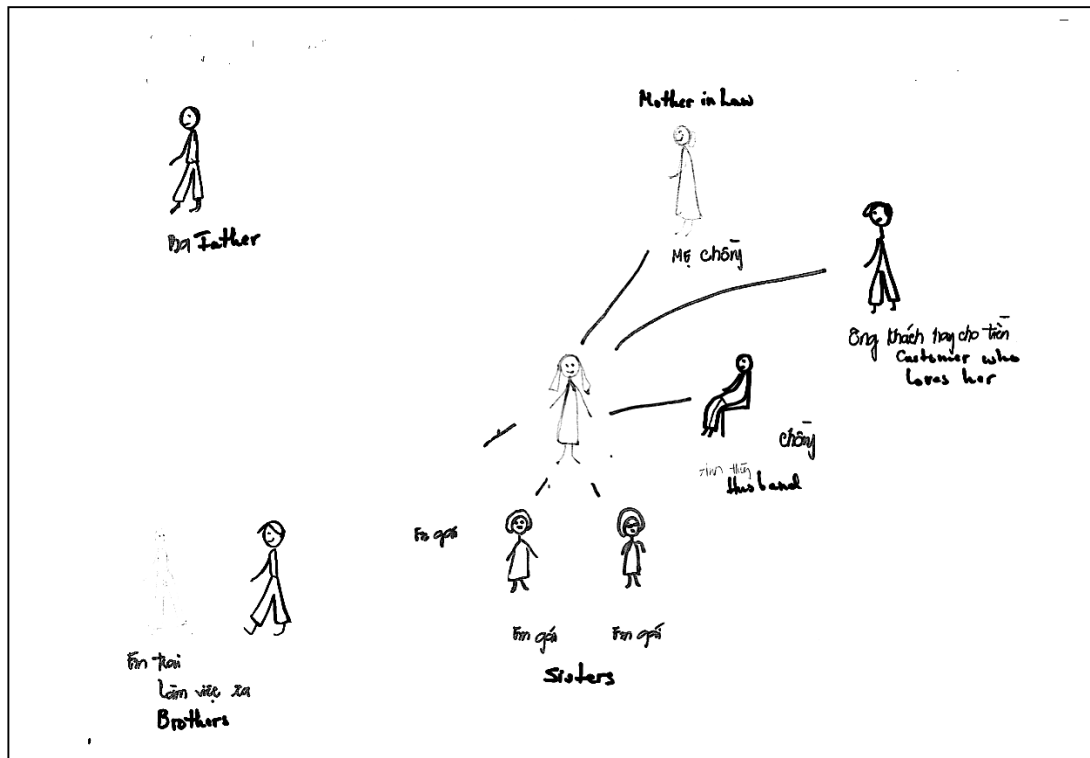 Mother in Law
Ba Father
Mẹ chồng
ông khách hay cho tiền
Customer who
loves her
chồng
Husband
Em gái
Em gái
Em gái
Sisters
Em trai
làm việc xa
Brothers